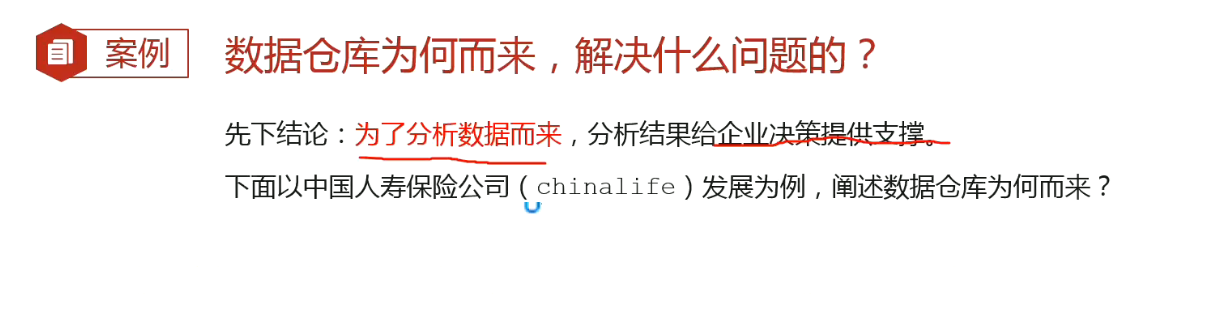 案例
数据仓库为何而来，解决什么问题的？
先下结论：为了分析数据而来，分析结果给企业决策提供支撑。
下面以中国人寿保险公司（chinalife）发展为例，阐述数据仓库为何而来？